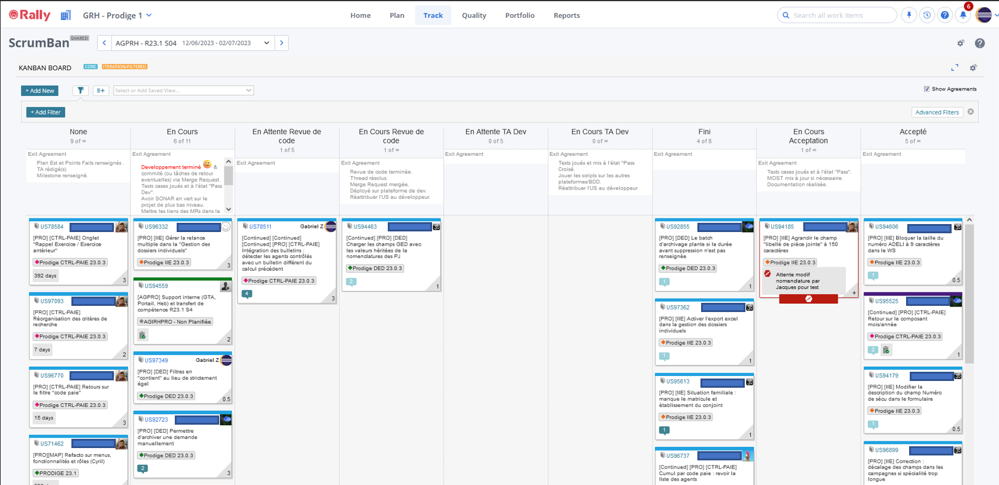 Rally
GRH - Prodige 1
Home
Plan
Track
Quality
Portfolio
Reports
Search all work items
6
ScrumBan
SHARED
AGPRH - R23.1 S04 12/06/2023 - 02/07/2023
KANBAN BOARD
CORE
ITERATION-FILTERED
+ Add New
Select or Add Saved View...
Show Agreements
+ Add Filter
Advanced Filters
None
9 of ∞
Exit Agreement
Plan Est et Points Faits renseignés .
TA rédigé(s)
Milestone renseigné.
US78584
[PRO] [CTRL-PAIE] Onglet
"Rappel Exercice / Exercice
antérieur"
Prodige CTRL-PAIE 23.0.3
392 days
3
US97093
[PRO] [CTRL-PAIE]
Réorganisation des critères de
recherche
Prodige CTRL-PAIE 23.0.3
7 days
2
US96770
[PRO] [CTRL-PAIE] Retours sur
le filtre "code paie"
Prodige CTRL-PAIE 23.0.3
15 days
3
US71462
[PRO][MAP] Refacto sur menus,
fonctionnalités et rôles (Cyril)
PRODIGE 23.1
En Cours
6 of 11
Exit Agreement
Developpement terminé &
commité (ou tâches de retour
eventuelles) via Merge Request.
Tests cases joués et à l'état "Pass
Dev".
Avoir SONAR en vert sur le
projet de plus bas niveau.
Mettre les liens des MRs dans la
US96332
[PRO] [IIE] Gérer la relance
multiple dans la "Gestion des
dossiers individuels"
Prodige IIE 23.0.3
3
US94559
[AGPRO] Support interne (GTA,
Portail, Heb) et transfert de
compétence R23.1 S4
AGIRHPRO - Non Planifiée
2
US97349
Gabriel Z
[PRO] [DED] Filtres en
"contient" au lieu de strictement
égal
Prodige DED 23.0.3
0.5
US92723
[PRO] [DED] Permettre
d'archiver une demande
manuellement
Prodige DED 23.0.3
2
3
En Attente Revue de
code
1 of 5
Exit Agreement
US78511
Gabriel Z
[Continued] [Continued]
[Continued] [PRO] [CTRL-PAIE]
Intégration des bulletins :
détecter les agents contrôlés
avec un bulletin différent du
calcul précédent
Prodige CTRL-PAIE 23.0.3
4
3
En Cours Revue de
code
1 of ∞
Exit Agreement
Revue de code terminée.
Thread résolus.
Merge Request mergée.
Déployé sur plateforme de dev.
Réattribuer l'US au développeur.
US94463
[Continued] [PRO] [DED]
Charger les champs GED avec
les valeurs héritées de la
nomenclatures des PJ
Prodige DED 23.0.3
2
1
En Attente TA Dev
0 of 5
Exit Agreement
En Cours TA Dev
0 of ∞
Exit Agreement
Tests joués et mis à l'état "Pass
Croisé.
Jouer les scripts sur les autres
plateformes/BDD.
Réattribuer l'US au développeur
Fini
4 of 8
Exit Agreement
US92855
[PRO] [DED] Le batch
d'archivage plante si la durée
avant suppression n'est pas
renseignée
Prodige DED 23.0.3
1
1
US97362
[PRO] [IIE] Activer l'export excel
dans la gestion des dossiers
individuels
Prodige IIE 23.0.3
1
1
US95613
[PRO] [IIE] Situation familiale :
manque le matricule et
établissement du conjoint
Prodige IIE 23.0.3
1
1
US96737
[Continued] [PRO] [CTRL-PAIE]
Cumul par code paie : revoir la
liste des agents
En Cours
Acceptation
1 of ∞
Exit Agreement
Tests cases joués et à l'état "Pass".
MOST mis à jour si nécessaire.
Documentation réalisée.
US94185
[PRO] [IIE] Agrandir le champ
"libellé de pièce jointe" à 150
caractères
Prodige IIE 23.0.3
Attente modif
nomenclature par
Jacques pour test
+
Accepté
5 of ∞
Exit Agreement
US94606
[PRO] [IIE] Bloquer la taille du
numéro ADELI à 9 caractères
dans le WS
Prodige IIE 23.0.3
1
0.5
US95525
[Continued] [PRO] [CTRL-PAIE]
Retour sur le composant
mois/année
Prodige CTRL-PAIE 23.0.3
2
1
US94179
[PRO] [IIE] Modifier la
description du champ Numéro
de sécu dans le formulaire
Prodige IIE 23.0.3
1
0.5
US96899
[PRO] [IIE] Correction :
décalage des champs dans les
campagnes si spécialité trop
longue